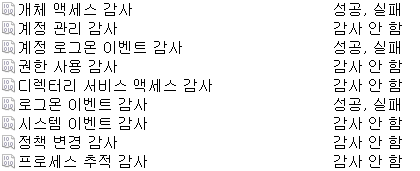 개체 액세스 감사 성공, 실패
계정 관리 감사 감사 안 함
계정 로그온 이벤트 감사 성공, 실패
권한 사용 감사 감사 안 함
디렉터리 서비스 액세스 감사 감사 안 함
로그온 이벤트 감사 성공, 실패
시스템 이벤트 감사 감사 안 함
정책 변경 감사 감사 안 함
프로세스 추적 감사 감사 안 함